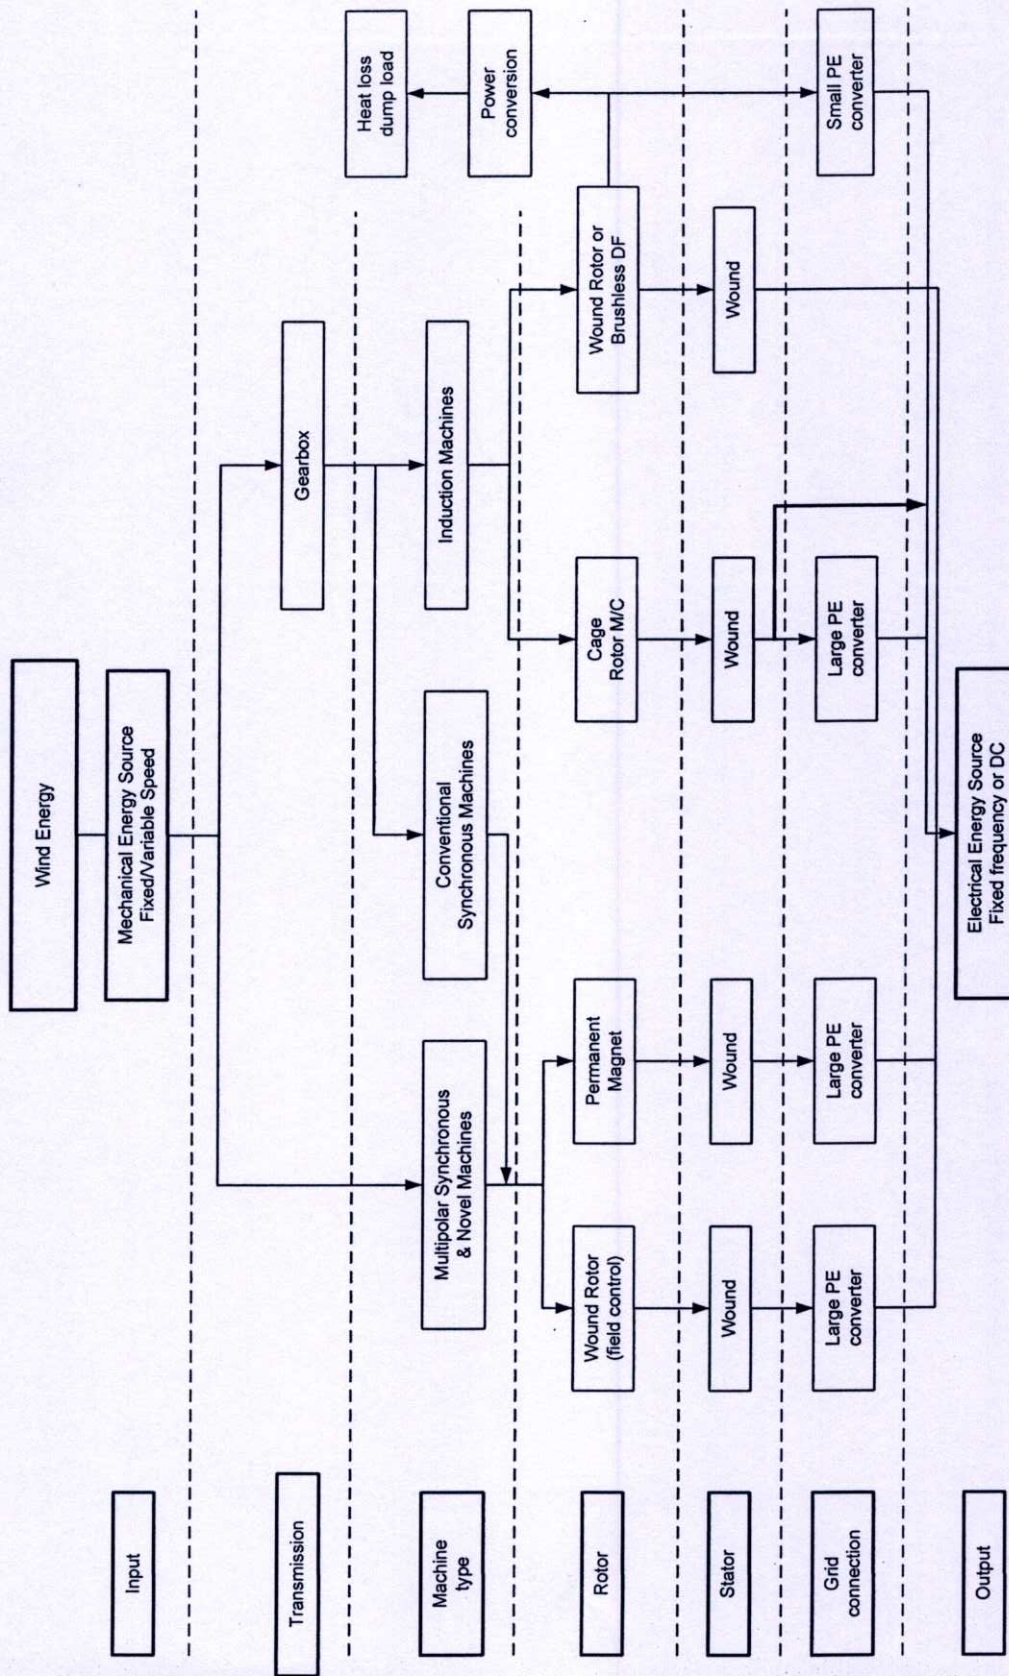 Wind Energy
Input
Mechanical Energy Source
Fixed/Variable Speed
Transmission
Gearbox
Heat loss
dump load
Machine
type
Multipolar Synchronous
& Novel Machines
Conventional
Synchronous Machines
Induction Machines
Power
conversion
Rotor
Wound Rotor
(field control)
Permanent
Magnet
Cage
Rotor M/C
Wound Rotor or
Brushless DF
Stator
Wound
Wound
Wound
Wound
Grid
connection
Large PE
converter
Large PE
converter
Large PE
converter
Small PE
converter
Output
Electrical Energy Source
Fixed frequency or DC